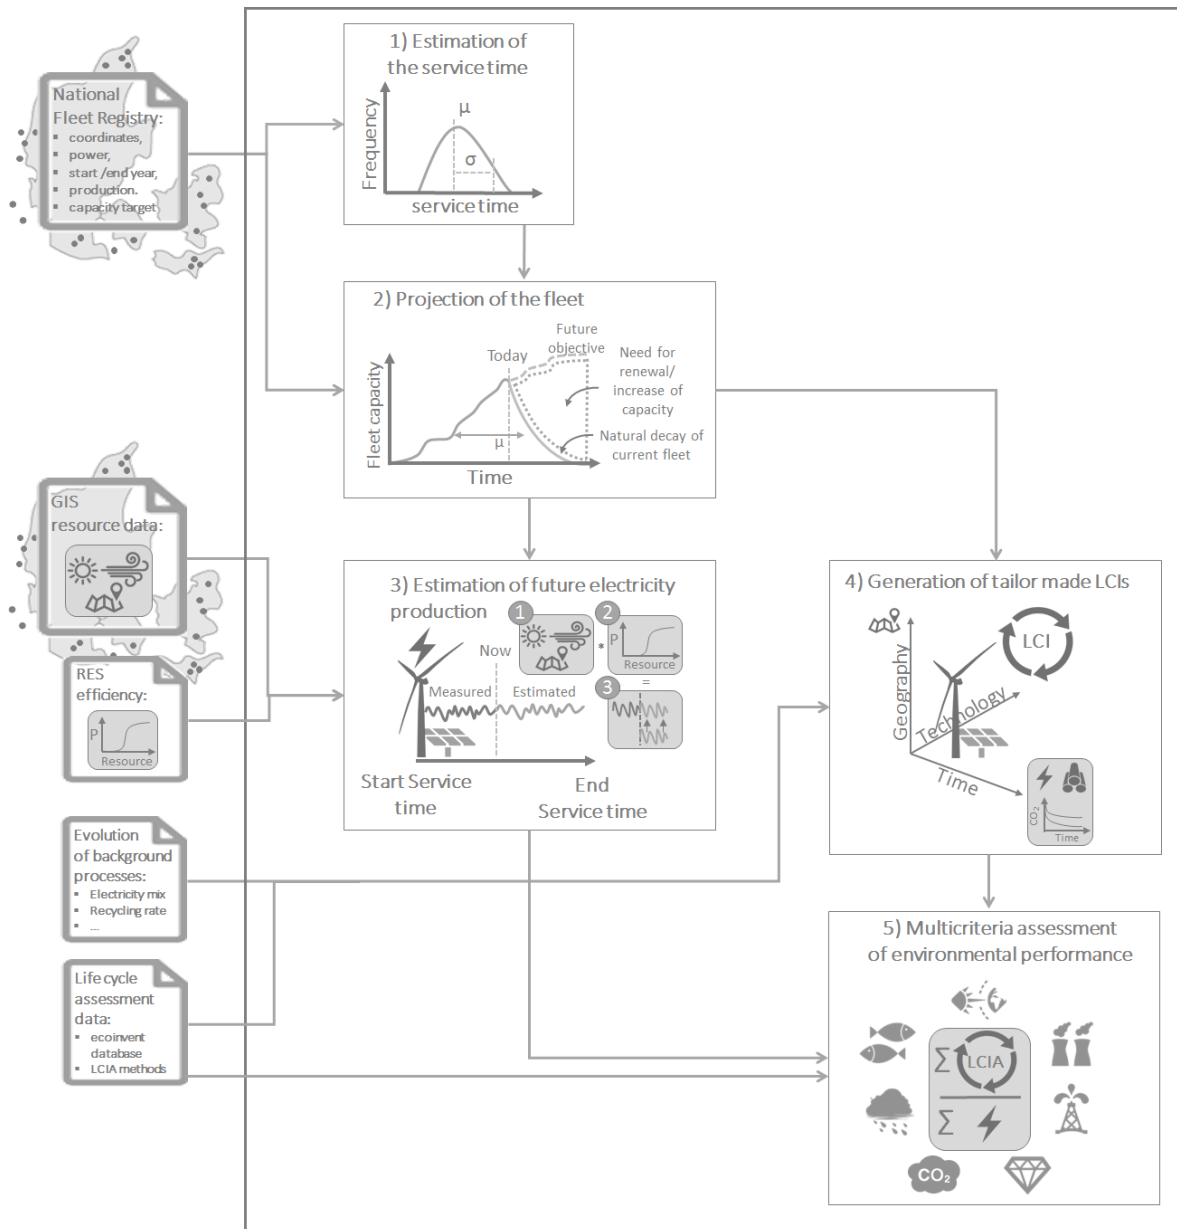 National
Fleet Registry:
▪ coordinates,
▪ power,
▪ start /end year,
▪ production.
▪ capacity target
1) Estimation of
the service time
Frequency
μ
σ
service time
2) Projection of the fleet
Fleet capacity
Today
Future
objective
Need for
renewal/
increase of
capacity
μ
Natural decay of
current fleet
Time
GIS
resource data:
RES
efficiency:
P
Resource
3) Estimation of future electricity
production
1
2
P
Resource
*
=
3
Now
Measured
Estimated
Start Service
time
End
Service time
4) Generation of tailor made LCIs
LCI
Geography
Technology
Time
CO2
Time
Evolution
of background
processes:
▪ Electricity mix
▪ Recycling rate
▪ ...
Life cycle
assessment
data:
▪ ecoinvent
database
▪ LCIA methods
5) Multicriteria assessment
of environmental performance
Σ LCIA
Σ
CO2